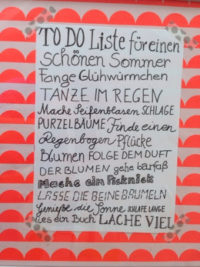 TO DO Liste für einen
Schönen Sommer
Fange Glühwürmchen
TANZE IM REGEN
Mache Seifenblasen SCHLAGE
PURZELBÄUME Finde einen
Regenbogen Pflücke
Blumen FOLGE DEM DUFT
DER BLUMEN gehe barfuß
Mache ein Picknick
LASSE DIE BEINE BAUMELN
Genieße die Sonne SCHLAFE LANGE
Lies ein Buch LACHE VIEL